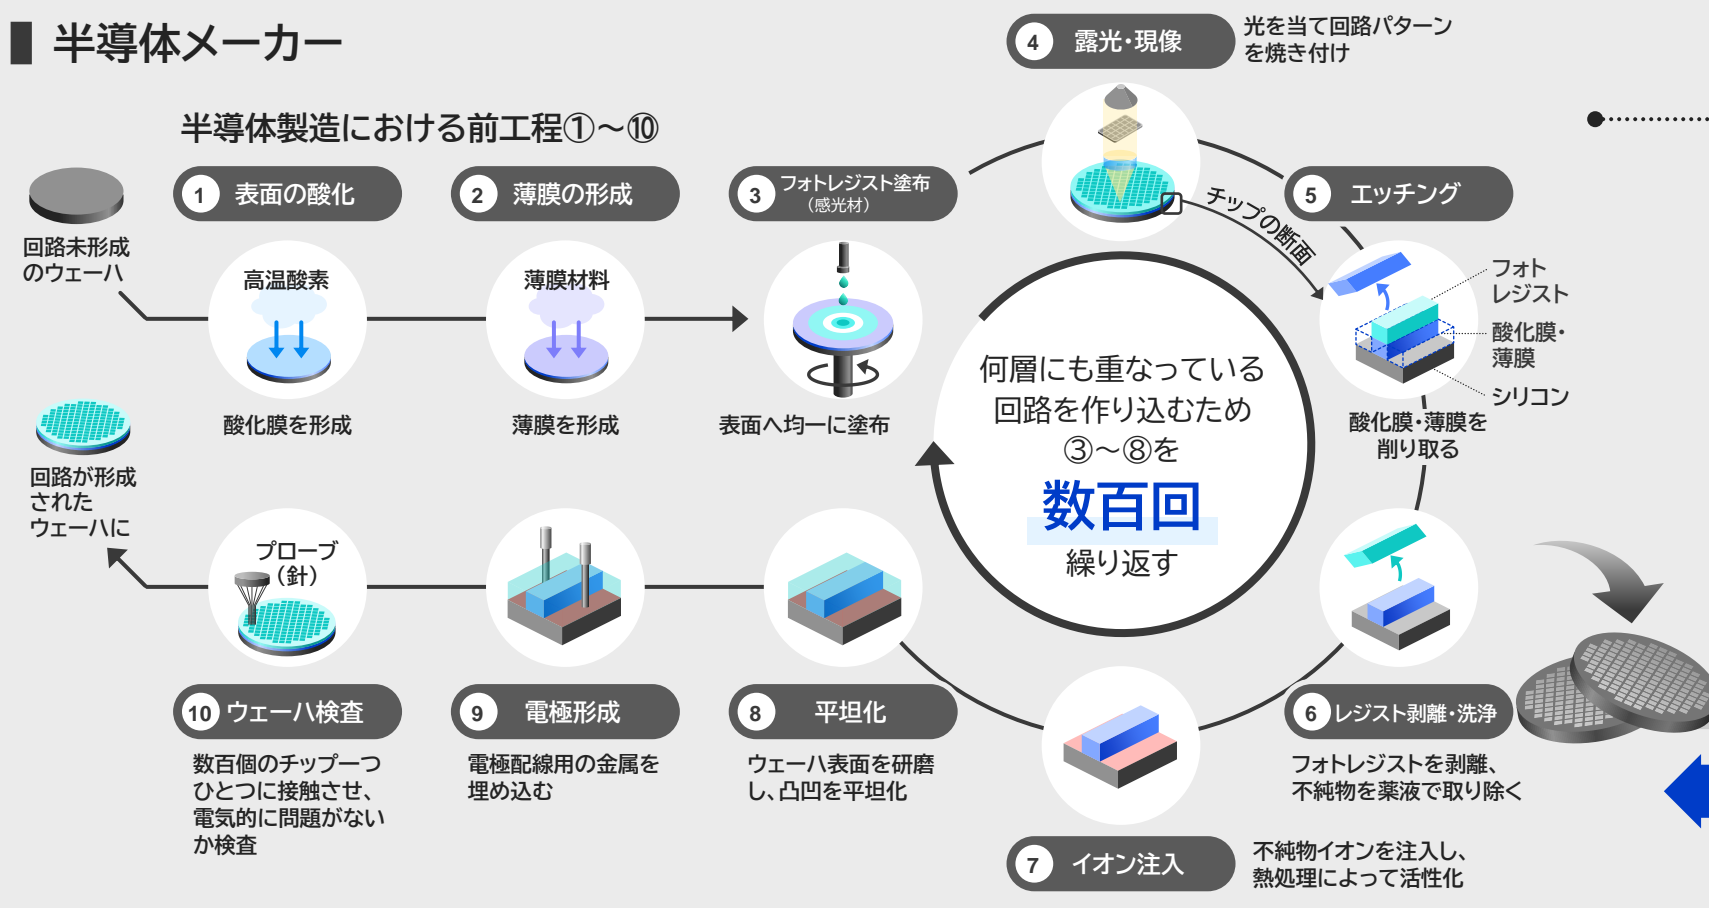 半導体メーカー
半導体製造における前工程①～⑩
回路未形成
のウェーハ
1 表面の酸化
高温酸素
酸化膜を形成
2 薄膜の形成
薄膜材料
薄膜を形成
3 フォトレジスト塗布
（感光材）
表面へ均一に塗布
4 露光・現像
光を当て回路パターン
を焼き付け
チップの断面
5 エッチング
フォト
レジスト
酸化膜・
薄膜
シリコン
酸化膜・薄膜を
削り取る
何層にも重なっている
回路を作り込むため
③～⑧を
数百回
繰り返す
6 レジスト剥離・洗浄
フォトレジストを剥離、
不純物を薬液で取り除く
7 イオン注入
不純物イオンを注入し、
熱処理によって活性化
8 平坦化
ウェーハ表面を研磨
し、凸凹を平坦化
9 電極形成
電極配線用の金属を
埋め込む
プローブ
（針）
10 ウェーハ検査
数百個のチップ一つ
ひとつに接触させ、
電気的に問題がない
か検査
回路が形成
された
ウェーハに